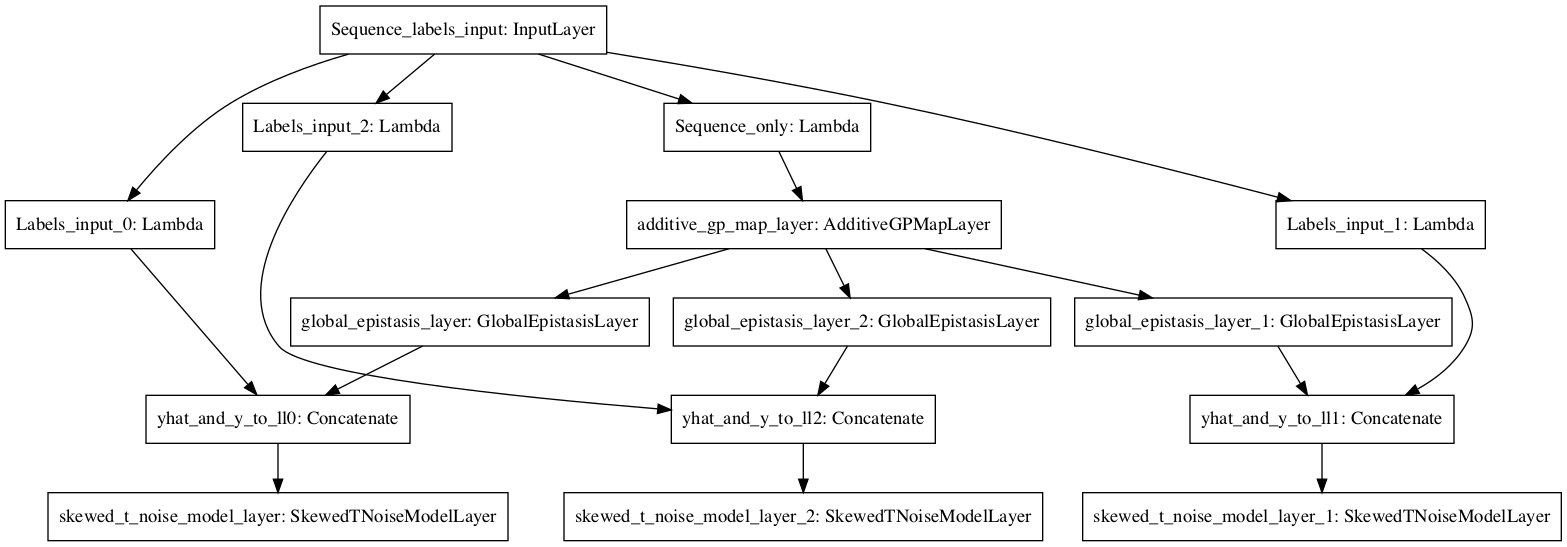 Sequence_labels_input: InputLayer
Labels_input_2: Lambda
Sequence_only: Lambda
Labels_input_0: Lambda
additive_gp_map_layer: AdditiveGPMapLayer
Labels_input_1: Lambda
global_epistasis_layer: GlobalEpistasisLayer
global_epistasis_layer_2: GlobalEpistasisLayer
global_epistasis_layer_1: GlobalEpistasisLayer
yhat_and_y_to_ll0: Concatenate
yhat_and_y_to_ll2: Concatenate
yhat_and_y_to_ll1: Concatenate
skewed_t_noise_model_layer: SkewedTNoiseModelLayer
skewed_t_noise_model_layer_2: SkewedTNoiseModelLayer
skewed_t_noise_model_layer_1: SkewedTNoiseModelLayer